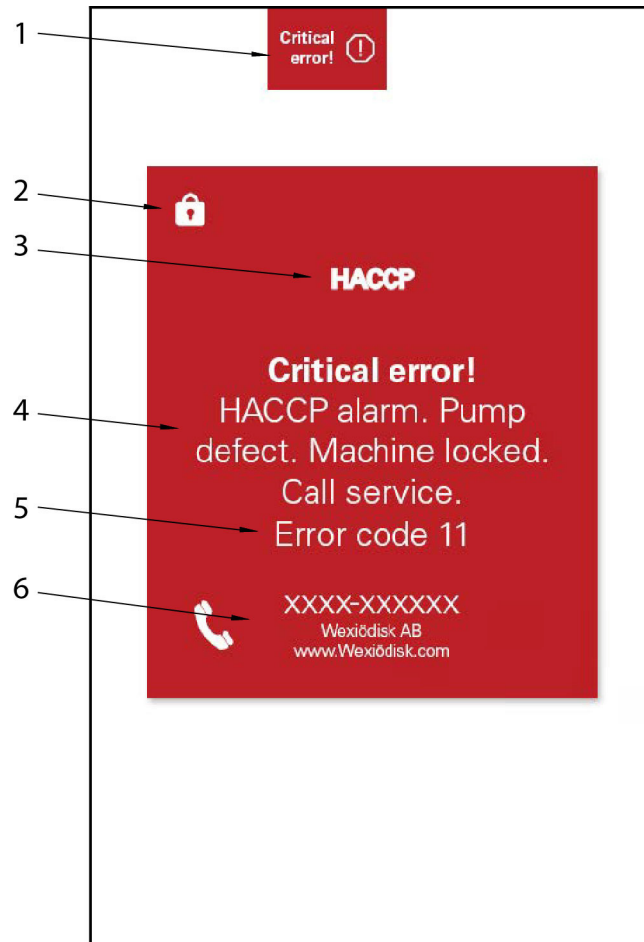 1
Critical
error!
2
3
HACCP
Critical error!
4
HACCP alarm. Pump
defect. Machine locked.
Call service.
5
Error code 11
6
XXXX-XXXXXX
Wexiödisk AB
www.Wexiödisk.com